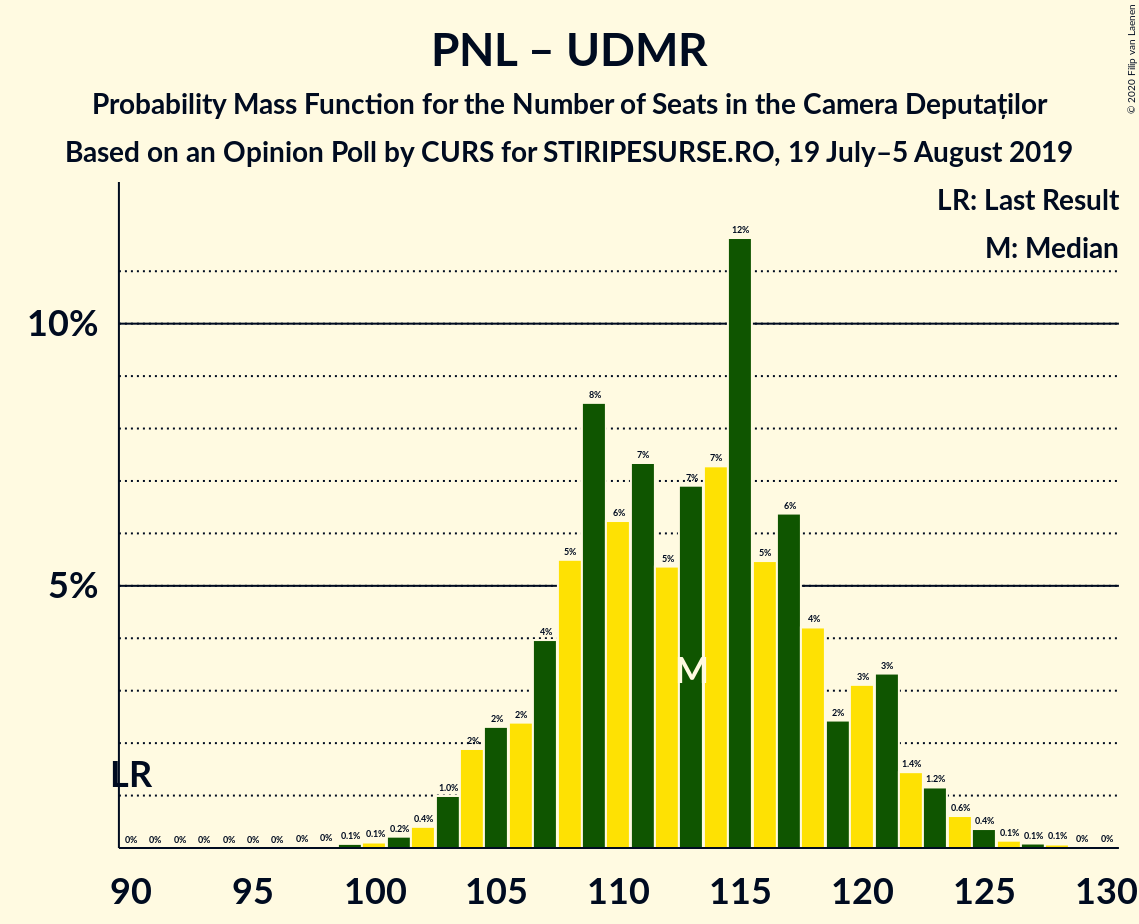 PNL – UDMR
Probability Mass Function for the Number of Seats in the Camera Deputaților
Based on an Opinion Poll by CURS for STIRIPESURSE.RO, 19 July–5 August 2019
© 2020 Filip van Laenen
LR: Last Result
M: Median
10%
5%
0% 0% 0% 0% 0% 0% 0% 0% 0% 0.1% 0.1% 0.2% 0.4% 1.0% 2% 2% 2% 4% 5% 8% 6% 7% 5% 7% 7% 12% 5% 6% 4% 2% 3% 3% 1.4% 1.2% 0.6% 0.4% 0.1% 0.1% 0.1% 0% 0%
M
LR
90 95 100 105 110 115 120 125 130